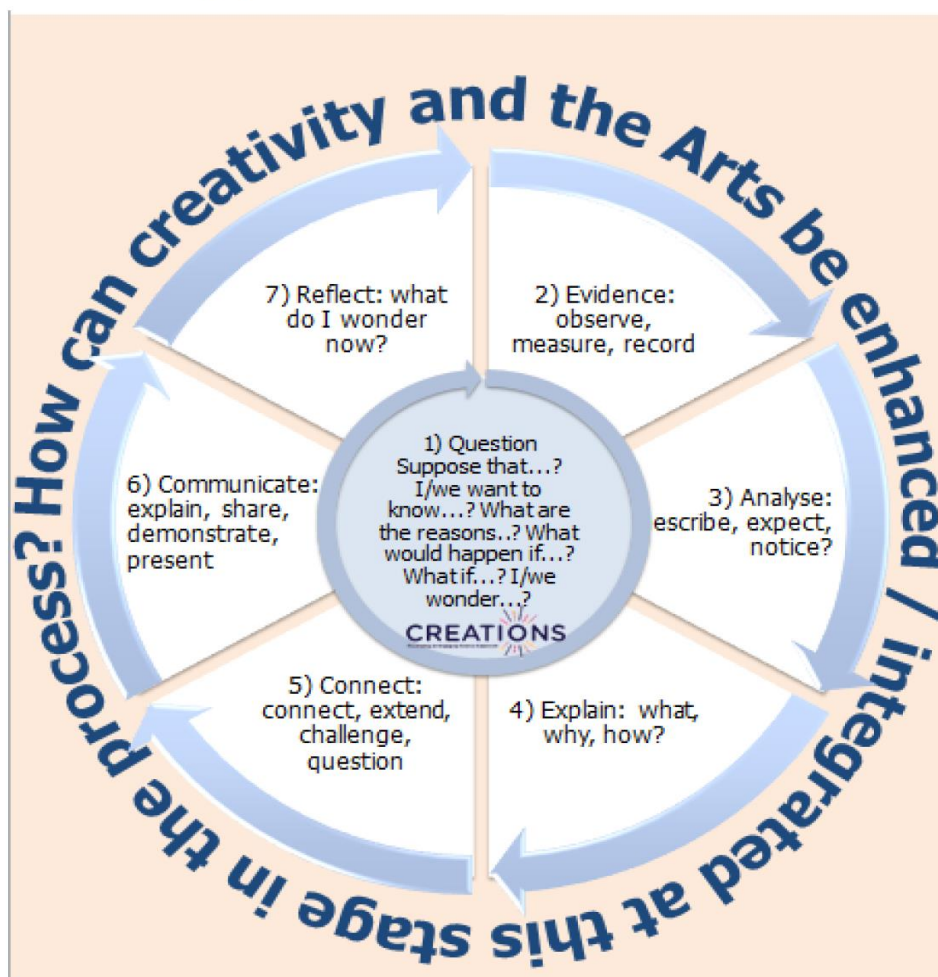 How can creativity and the Arts be enhanced / integrated at this stage in the process?
1) Question
Suppose that...?
I/we want to
know...? What are
the reasons..? What
would happen if...?
What if...? I/we
wonder...?
CREATIONS
2) Evidence:
observe,
measure, record
3) Analyse:
escribe, expect,
notice?
4) Explain: what,
why, how?
5) Connect:
connect, extend,
challenge,
question
6) Communicate:
explain, share,
demonstrate,
present
7) Reflect: what
do I wonder
now?